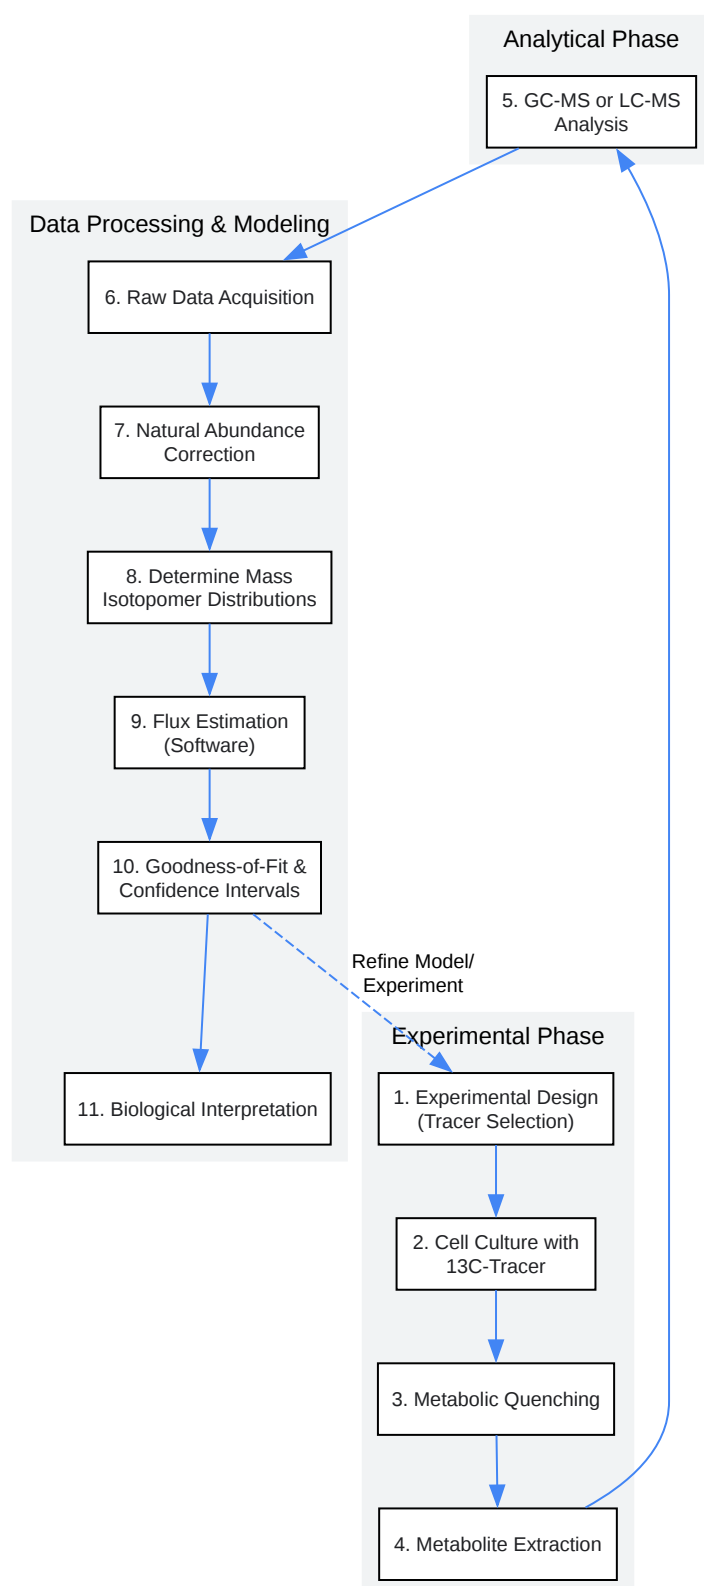 Analytical Phase
5. GC-MS or LC-MS
Analysis
Data Processing & Modeling
6. Raw Data Acquisition
7. Natural Abundance
Correction
8. Determine Mass
Isotopomer Distributions
9. Flux Estimation
(Software)
10. Goodness-of-Fit &
Confidence Intervals
Refine Model/
Experiment
11. Biological Interpretation
Experimental Phase
1. Experimental Design
(Tracer Selection)
2. Cell Culture with
13C-Tracer
3. Metabolic Quenching
4. Metabolite Extraction